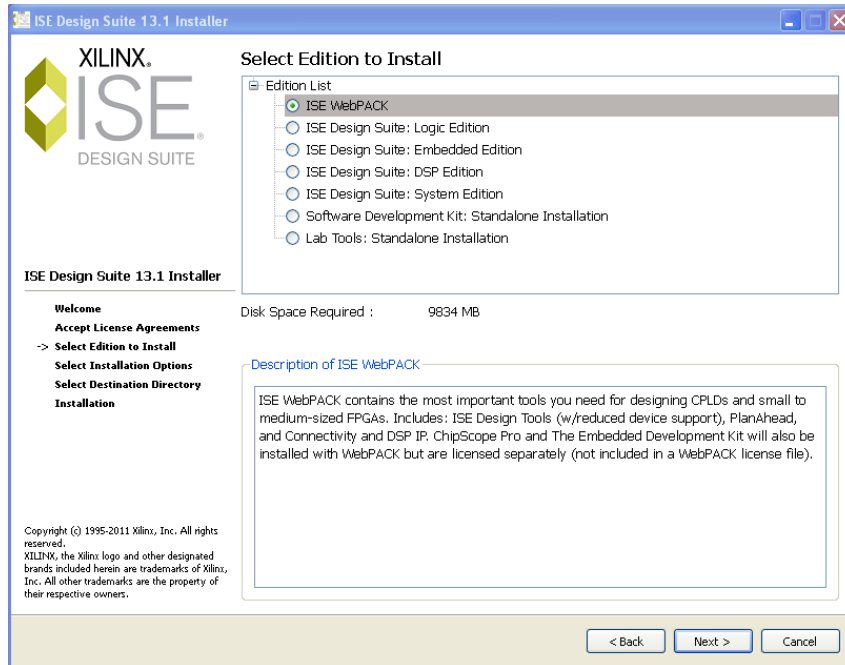 ISE Design Suite 13.1 Installer
XILINX®
ISE®
DESIGN SUITE
ISE Design Suite 13.1 Installer
Welcome
Accept License Agreements
-> Select Edition to Install
Select Installation Options
Select Destination Directory
Installation
Copyright (c) 1995-2011 Xilinx, Inc. All rights
reserved.
XILINX, the Xilinx logo and other designated
brands included herein are trademarks of Xilinx,
Inc. All other trademarks are the property of
their respective owners.
Select Edition to Install
Edition List
ISE WebPACK
ISE Design Suite: Logic Edition
ISE Design Suite: Embedded Edition
ISE Design Suite: DSP Edition
ISE Design Suite: System Edition
Software Development Kit: Standalone Installation
Lab Tools: Standalone Installation
Disk Space Required : 9834 MB
Description of ISE WebPACK
ISE WebPACK contains the most important tools you need for designing CPLDs and small to
medium-sized FPGAs. Includes: ISE Design Tools (w/reduced device support), PlanAhead,
and Connectivity and DSP IP. ChipScope Pro and The Embedded Development Kit will also be
installed with WebPACK but are licensed separately (not included in a WebPACK license file).
< Back
Next >
Cancel